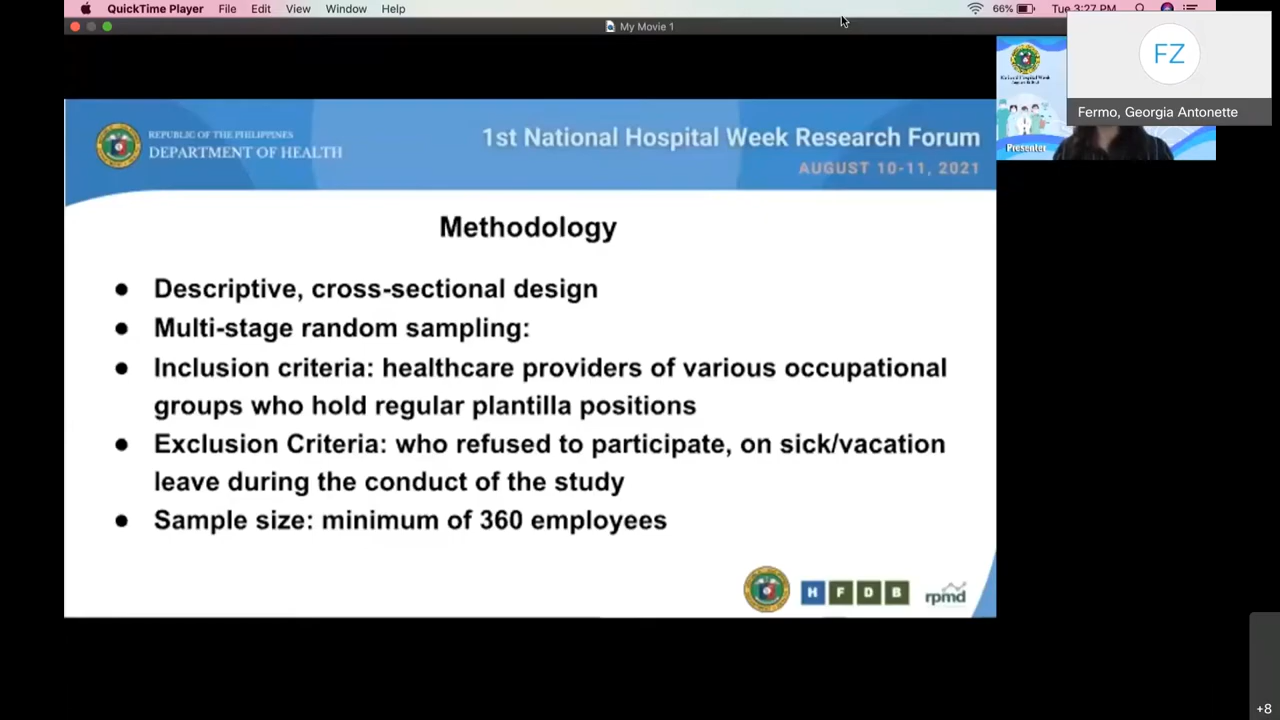 QuickTime Player File Edit View Window Help 66% Tue 3:27 PM
My Movie 1
FZ
Fermo, Georgia Antonette
Presenter
REPUBLIC OF THE PHILIPPINES
DEPARTMENT OF HEALTH
1st National Hospital Week Research Forum
AUGUST 10-11, 2021
Methodology
● Descriptive, cross-sectional design
● Multi-stage random sampling:
● Inclusion criteria: healthcare providers of various occupational
groups who hold regular plantilla positions
● Exclusion Criteria: who refused to participate, on sick/vacation
leave during the conduct of the study
● Sample size: minimum of 360 employees
H F D B
rpmd
+8